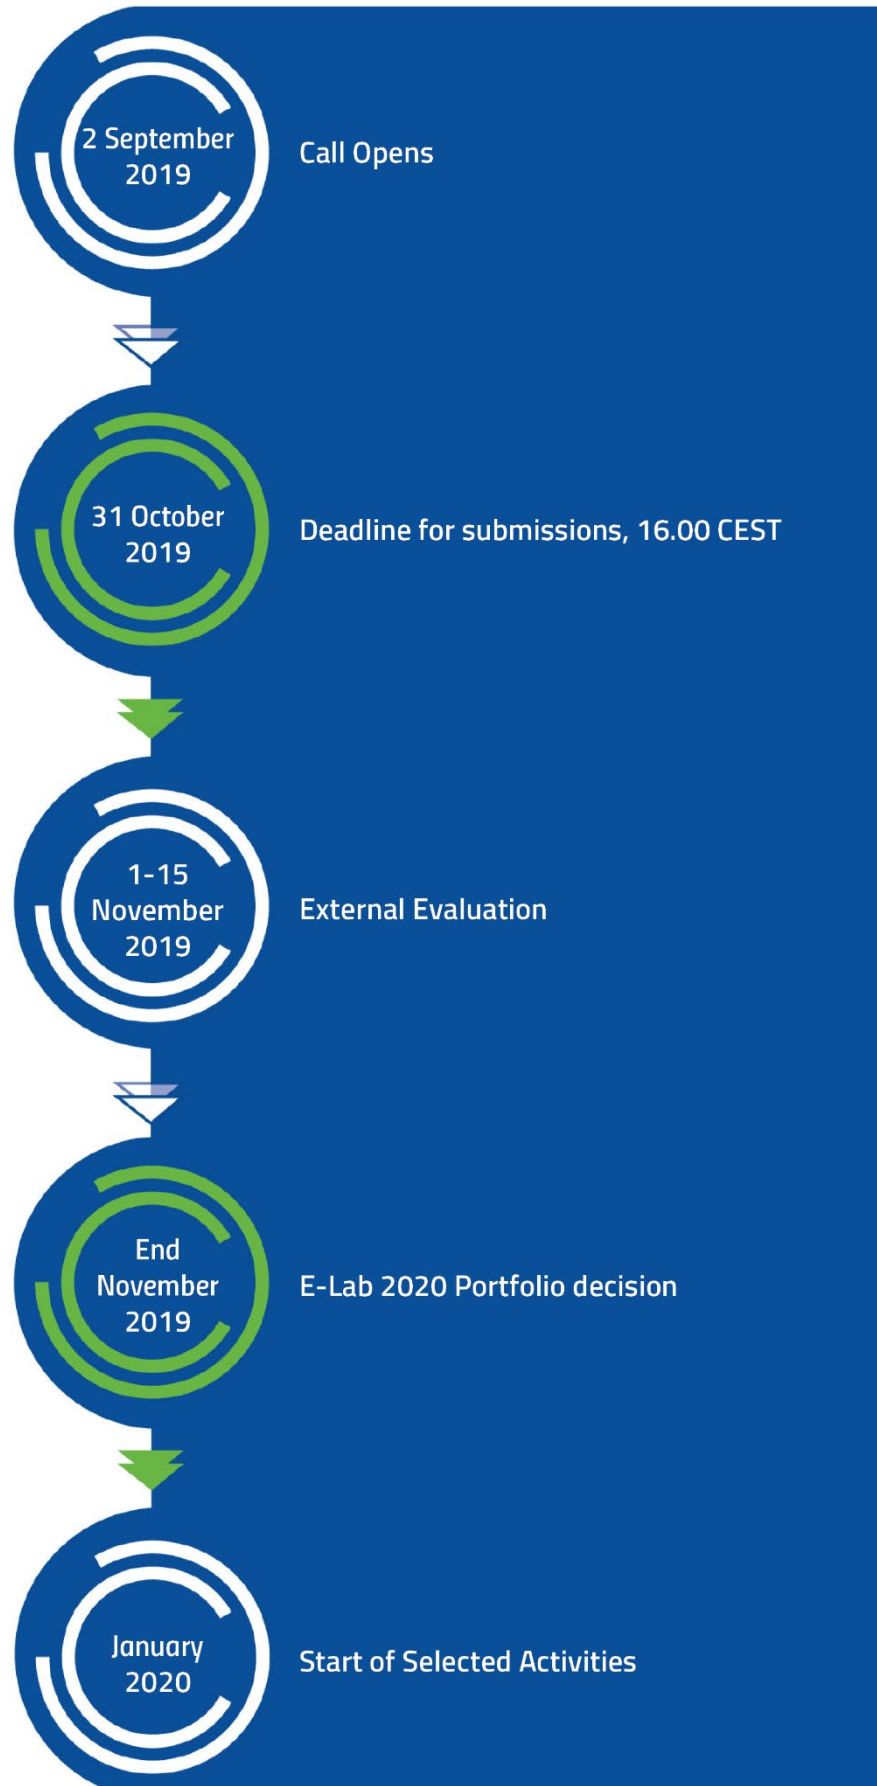 2 September
2019
Call Opens
31 October
2019
Deadline for submissions, 16.00 CEST
1-15
November
2019
External Evaluation
End
November
2019
E-Lab 2020 Portfolio decision
January
2020
Start of Selected Activities